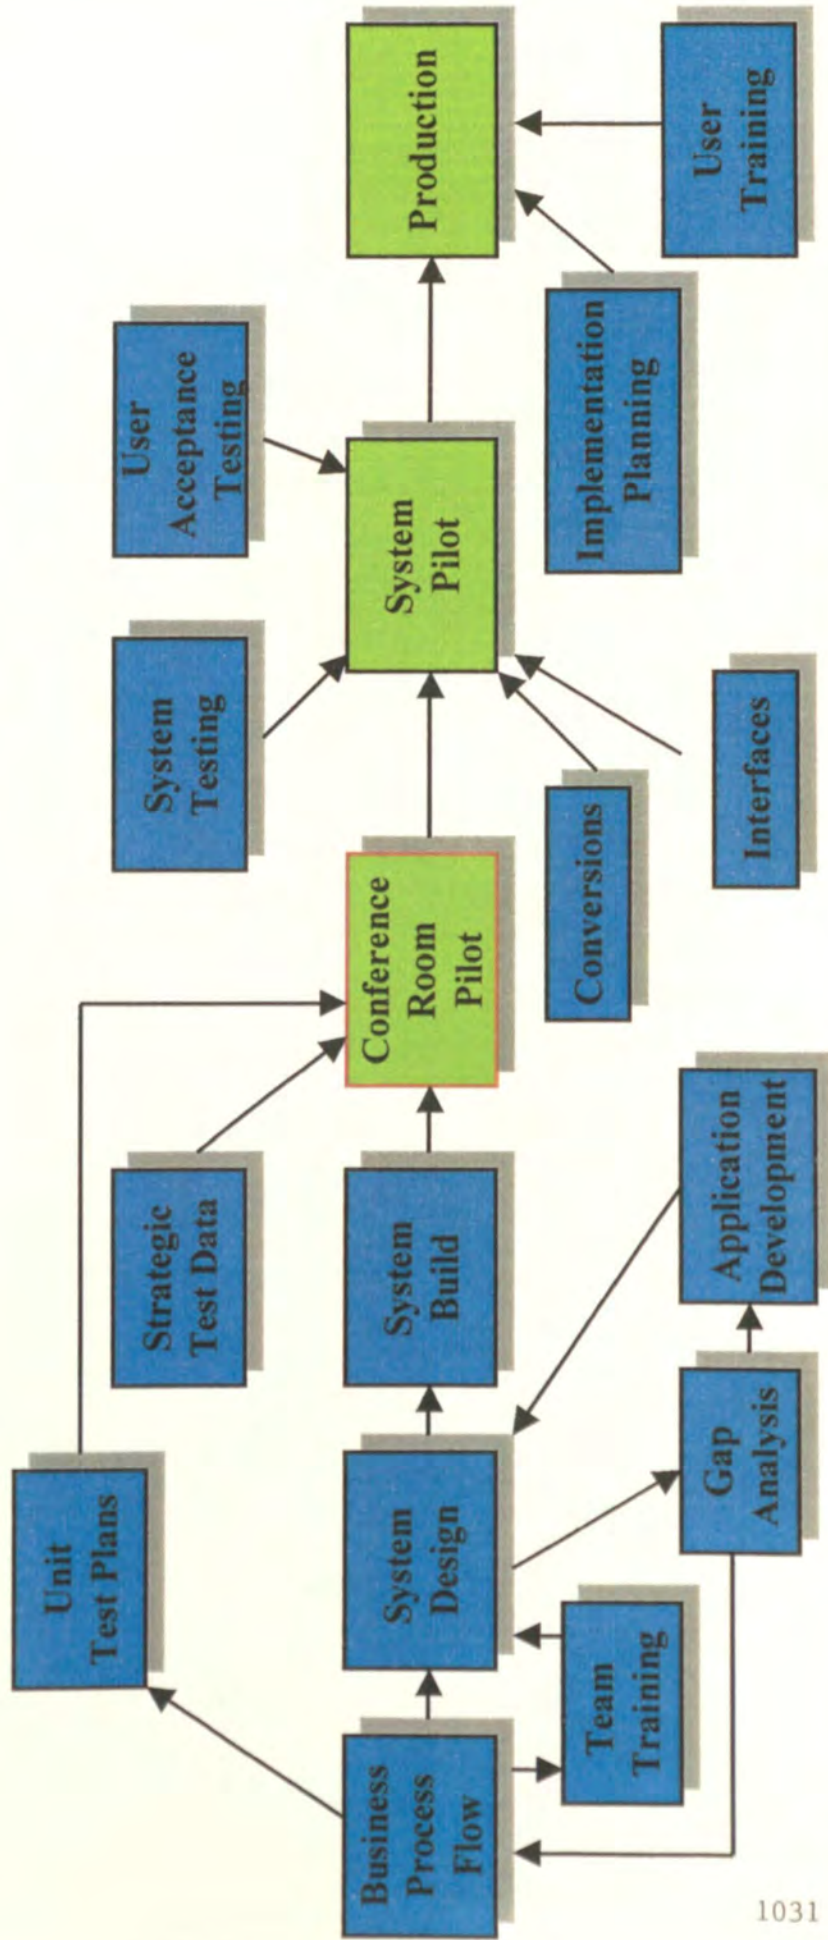 Unit
Test Plans
Strategic
Test Data
System
Testing
User
Acceptance
Testing
Business
Process
Flow
System
Design
System
Build
Conference
Room
Pilot
System
Pilot
Production
Team
Training
Gap
Analysis
Application
Development
Conversions
Interfaces
Implementation
Planning
User
Training
1031